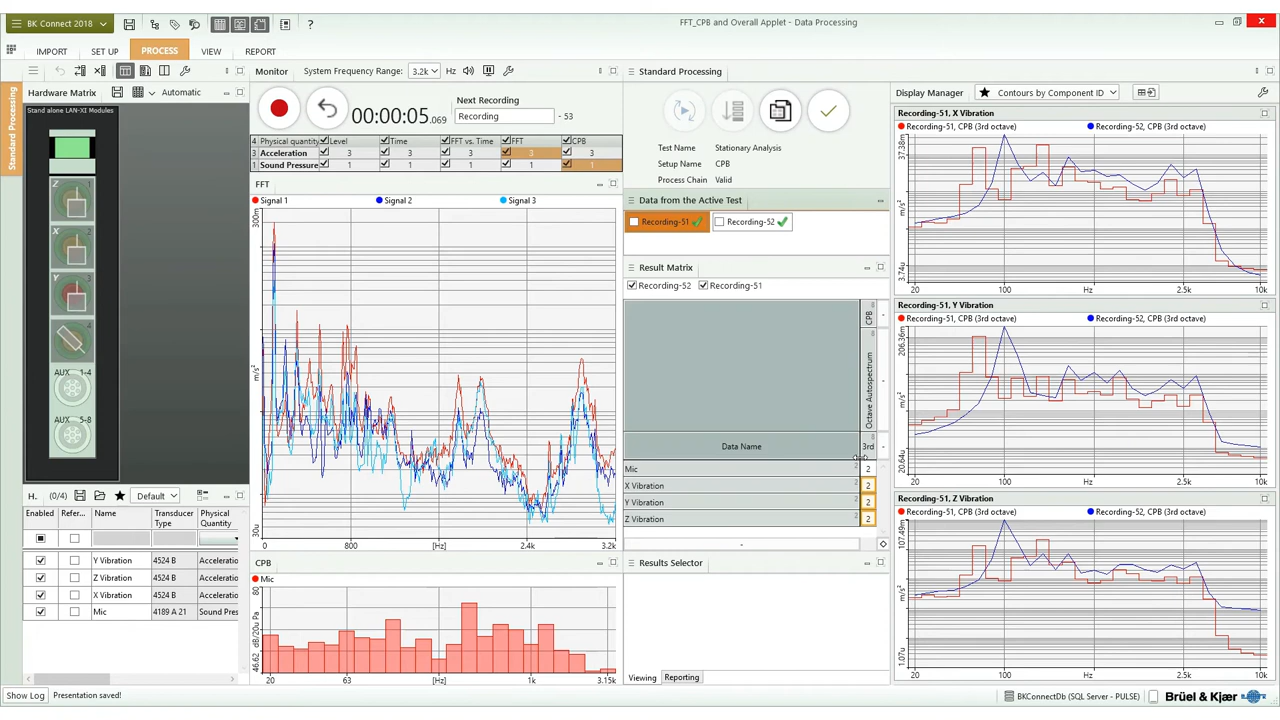 BK Connect 2018
?
FFT_CPB and Overall Applet - Data Processing
IMPORT SET UP PROCESS VIEW REPORT
Standard Processing
Hardware Matrix Automatic
Stand alone LAN-XI Modules
Z 1
X 2
Y 3
4
AUX 1-4
AUX 5-8
H. (0/4) Default
Enabled Refer... Name Transducer Type Physical Quantity
Y Vibration 4524 B Acceleratio
Z Vibration 4524 B Acceleratio
X Vibration 4524 B Acceleratio
Mic 4189 A 21 Sound Pres
Monitor System Frequency Range: 3.2k Hz
00:00:05.069
Next Recording
Recording - 53
4 Physical quantity Level Time FFT vs. Time FFT CPB
3 Acceleration 3 3 3 3 3
1 Sound Pressure 1 1 1 1 1
FFT
Signal 1 Signal 2 Signal 3
300m
m/s²
30u
0 800 [Hz] 2.4k 3.2k
CPB
Mic
80
dB/20u Pa
46.62
20 63 [Hz] 1k 3.15k
Standard Processing
Test Name Stationary Analysis
Setup Name CPB
Process Chain Valid
Data from the Active Test
Recording-51 Recording-52
Result Matrix
Recording-52 Recording-51
CPB
Octave Autospectrum
Data Name 3rd
Mic 2 2
X Vibration 2 2
Y Vibration 2 2
Z Vibration 2 2
Results Selector
Viewing Reporting
Display Manager Contours by Component ID
Recording-51, X Vibration
Recording-51, CPB (3rd octave) Recording-52, CPB (3rd octave)
37.38m
m/s²
3.74u
20 100 Hz 2.5k 10k
Recording-51, Y Vibration
Recording-51, CPB (3rd octave) Recording-52, CPB (3rd octave)
206.36m
m/s²
20.64u
20 100 Hz 2.5k 10k
Recording-51, Z Vibration
Recording-51, CPB (3rd octave) Recording-52, CPB (3rd octave)
107.49m
m/s²
1.07u
20 100 Hz 2.5k 10k
Show Log Presentation saved!
BKConnectDb (SQL Server - PULSE) Brüel & Kjær